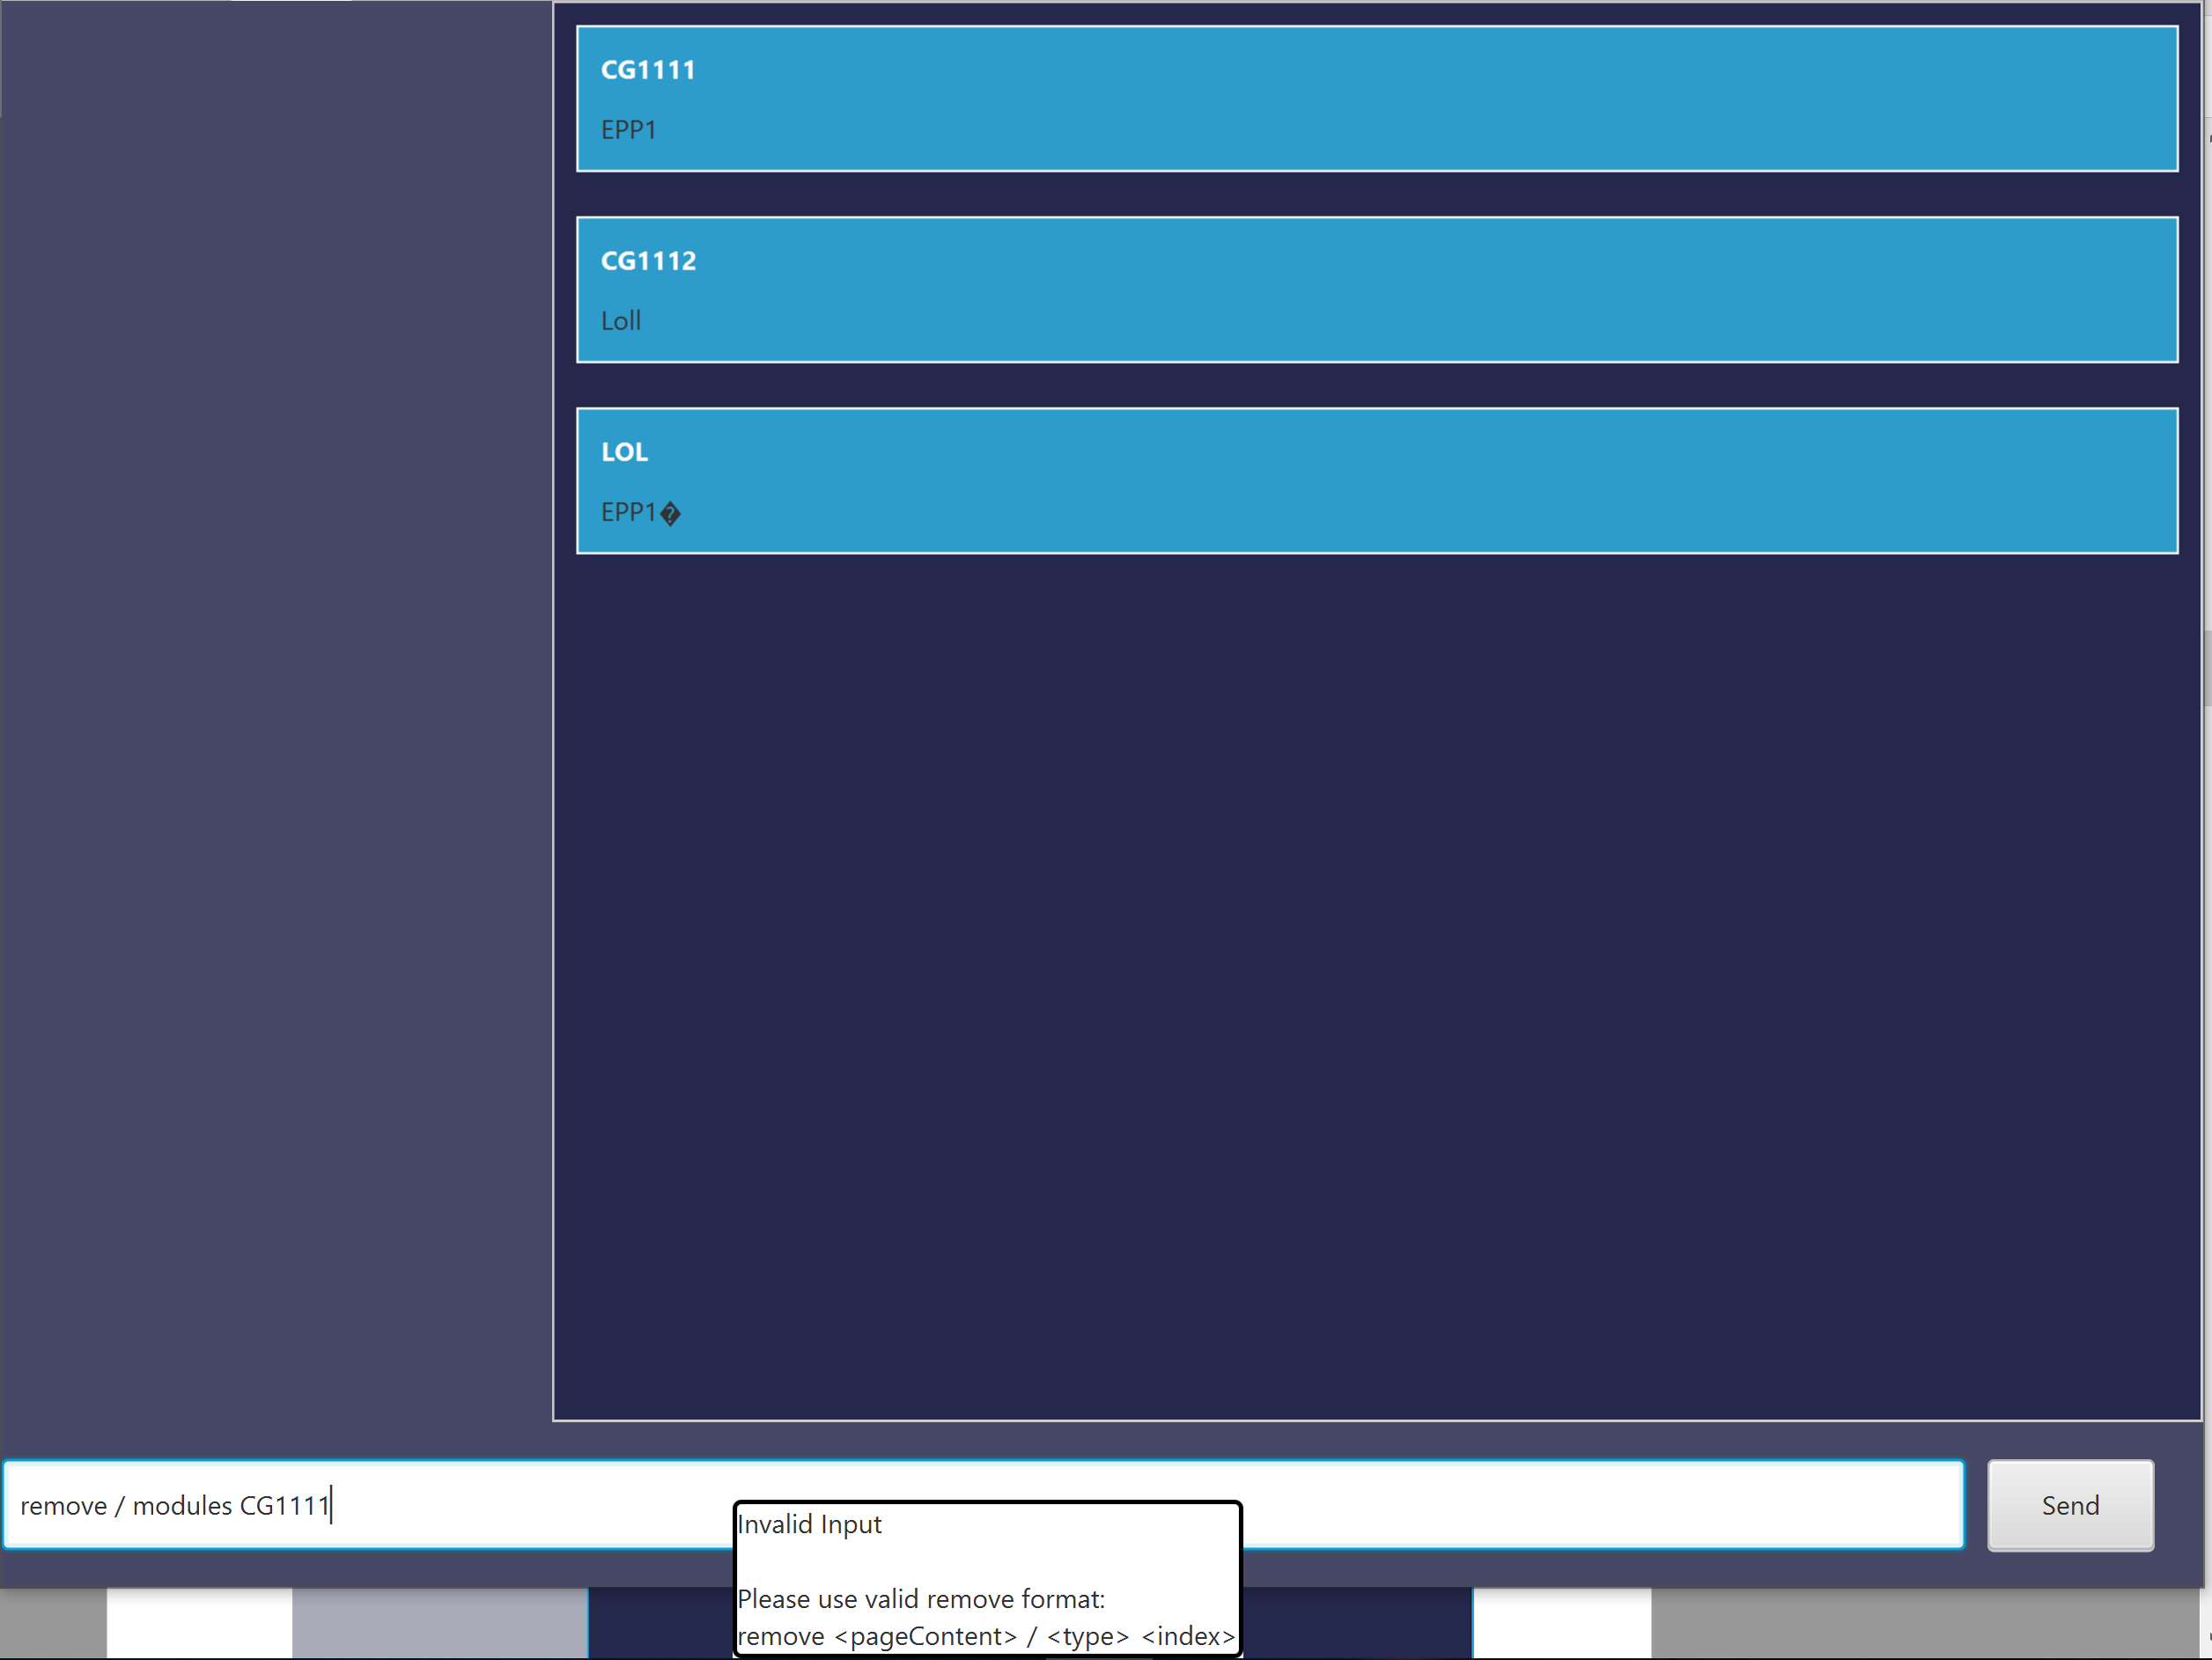 CG1111
EPP1
CG1112
Loll
LOL
EPP1�
remove / modules CG1111
Send
Invalid Input
Please use valid remove format:
remove <pageContent> / <type> <index>